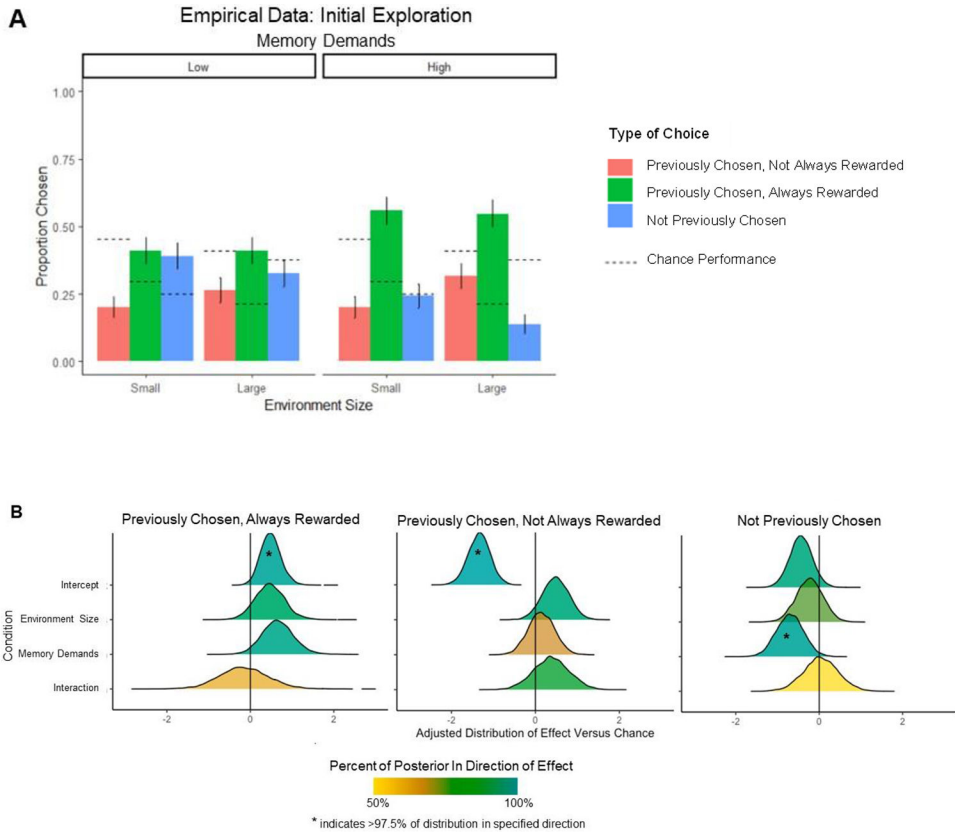 A
Empirical Data: Initial Exploration
Memory Demands
Low
High
1.00
0.75
0.50
0.25
0.00
Proportion Chosen
Small
Large
Small
Large
Environment Size
Type of Choice
Previously Chosen, Not Always Rewarded
Previously Chosen, Always Rewarded
Not Previously Chosen
Chance Performance
B
Previously Chosen, Always Rewarded
Previously Chosen, Not Always Rewarded
Not Previously Chosen
Condition
Intercept
Environment Size
Memory Demands
Interaction
*
*
*
-2
0
2
-2
0
2
-2
0
2
Adjusted Distribution of Effect Versus Chance
Percent of Posterior In Direction of Effect
50%
100%
* indicates >97.5% of distribution in specified direction